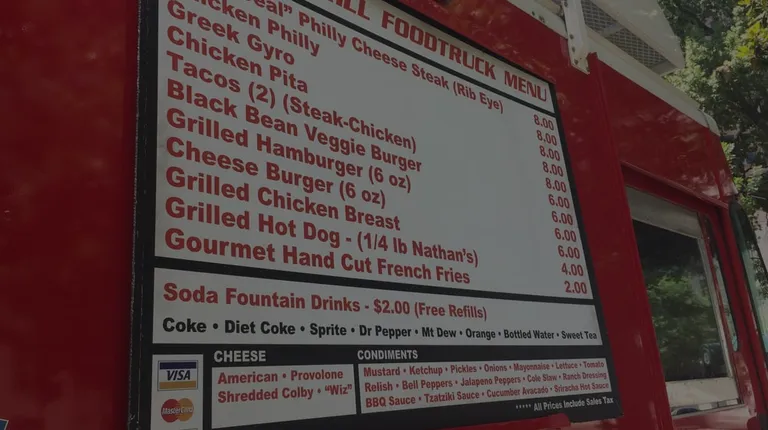 ILL FOODTRUCK MENU
Philly Cheese Steak (Rib Eye) 8.00
Chicken Philly 8.00
Greek Gyro 8.00
Chicken Pita 8.00
Tacos (2) (Steak-Chicken) 8.00
Black Bean Veggie Burger 6.00
Grilled Hamburger (6 oz) 6.00
Cheese Burger (6 oz) 6.00
Grilled Chicken Breast 6.00
Grilled Hot Dog - (1/4 lb Nathan's) 4.00
Gourmet Hand Cut French Fries 2.00
Soda Fountain Drinks - $2.00 (Free Refills)
Coke • Diet Coke • Sprite • Dr Pepper • Mt Dew • Orange • Bottled Water • Sweet Tea
VISA
MasterCard
CHEESE
American • Provolone
Shredded Colby • "Wiz"
CONDIMENTS
Mustard • Ketchup • Pickles • Onions • Mayonnaise • Lettuce • Tomato
Relish • Bell Peppers • Jalapeno Peppers • Cole Slaw • Ranch Dressing
BBQ Sauce • Tzatziki Sauce • Cucumber Avacado • Sriracha Hot Sauce
***** All Prices Include Sales Tax